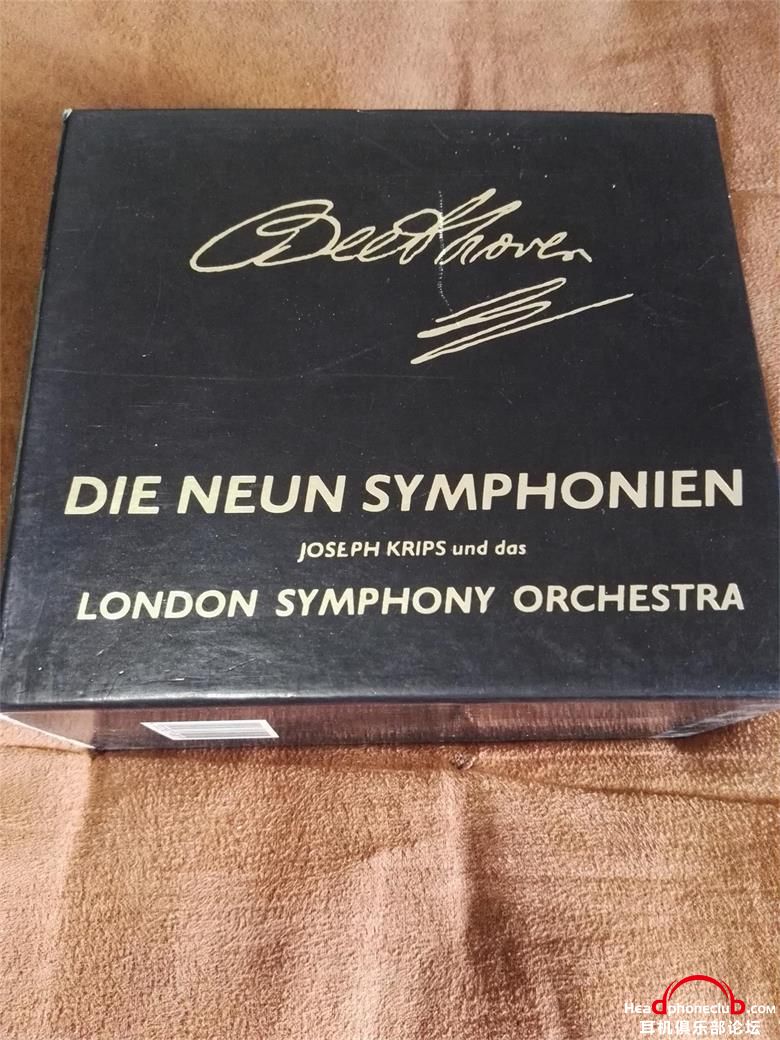 Beethoven
DIE NEUN SYMPHONIEN
JOSEPH KRIPS und das
LONDON SYMPHONY ORCHESTRA
Headphoneclub.com
耳机俱乐部论坛